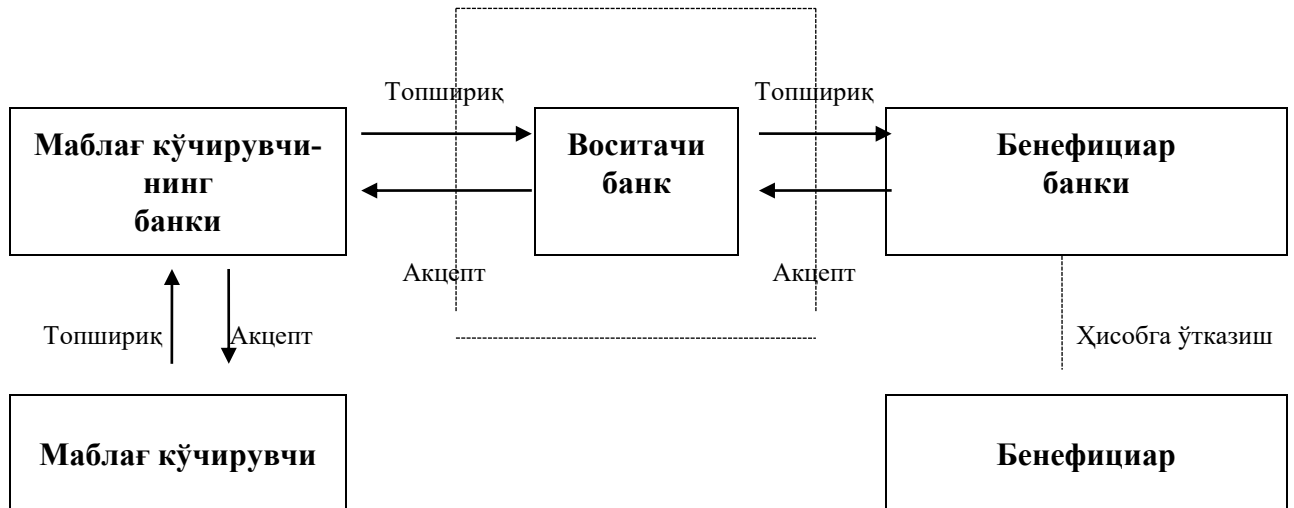 Топшириқ
Топшириқ
Маблағ кўчирувчи-
нинг
банки
Воситачи
банк
Бенефициар
банки
Акцепт
Акцепт
Топшириқ
Акцепт
Ҳисобга ўтказиш
Маблағ кўчирувчи
Бенефициар